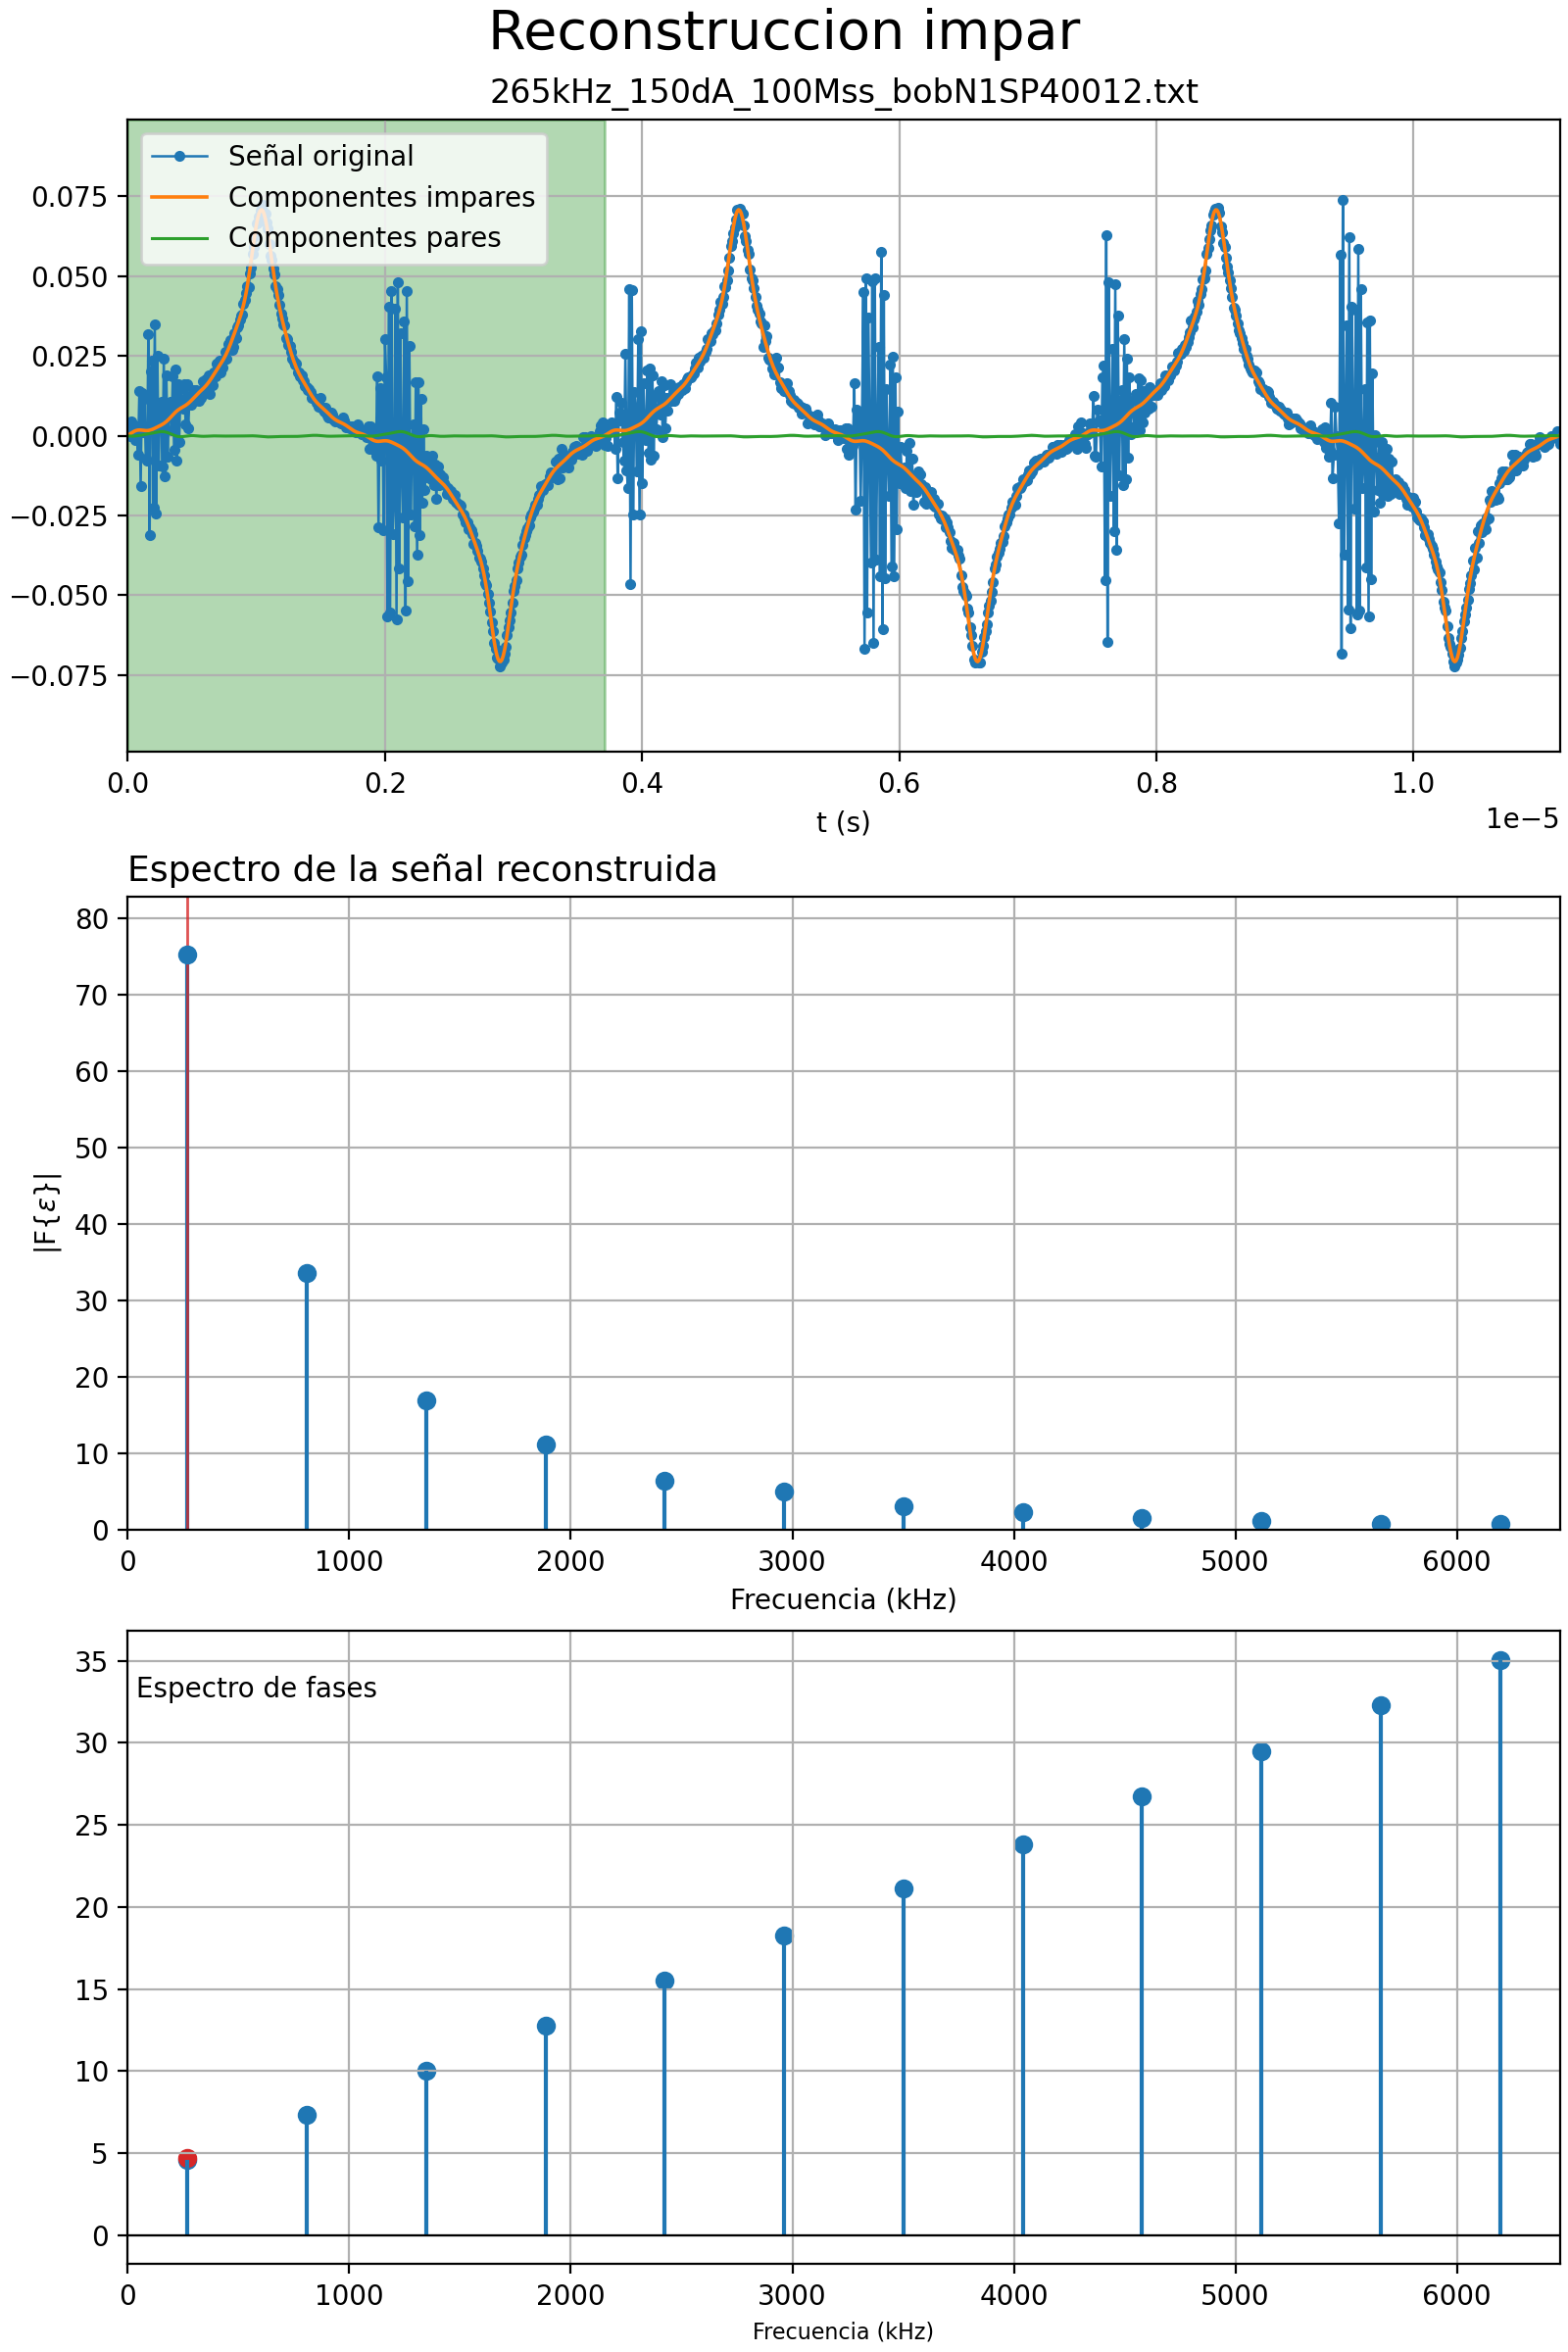 Reconstruccion impar
265kHz_150dA_100Mss_bobN1SP40012.txt
Señal original
Componentes impares
Componentes pares
0.075
0.050
0.025
0.000
−0.025
−0.050
−0.075
0.0 0.2 0.4 0.6 0.8 1.0
1e−5
t (s)
Espectro de la señal reconstruida
80
70
60
50
40
30
20
10
0
|F{ε}|
0 1000 2000 3000 4000 5000 6000
Frecuencia (kHz)
Espectro de fases
35
30
25
20
15
10
5
0
0 1000 2000 3000 4000 5000 6000
Frecuencia (kHz)